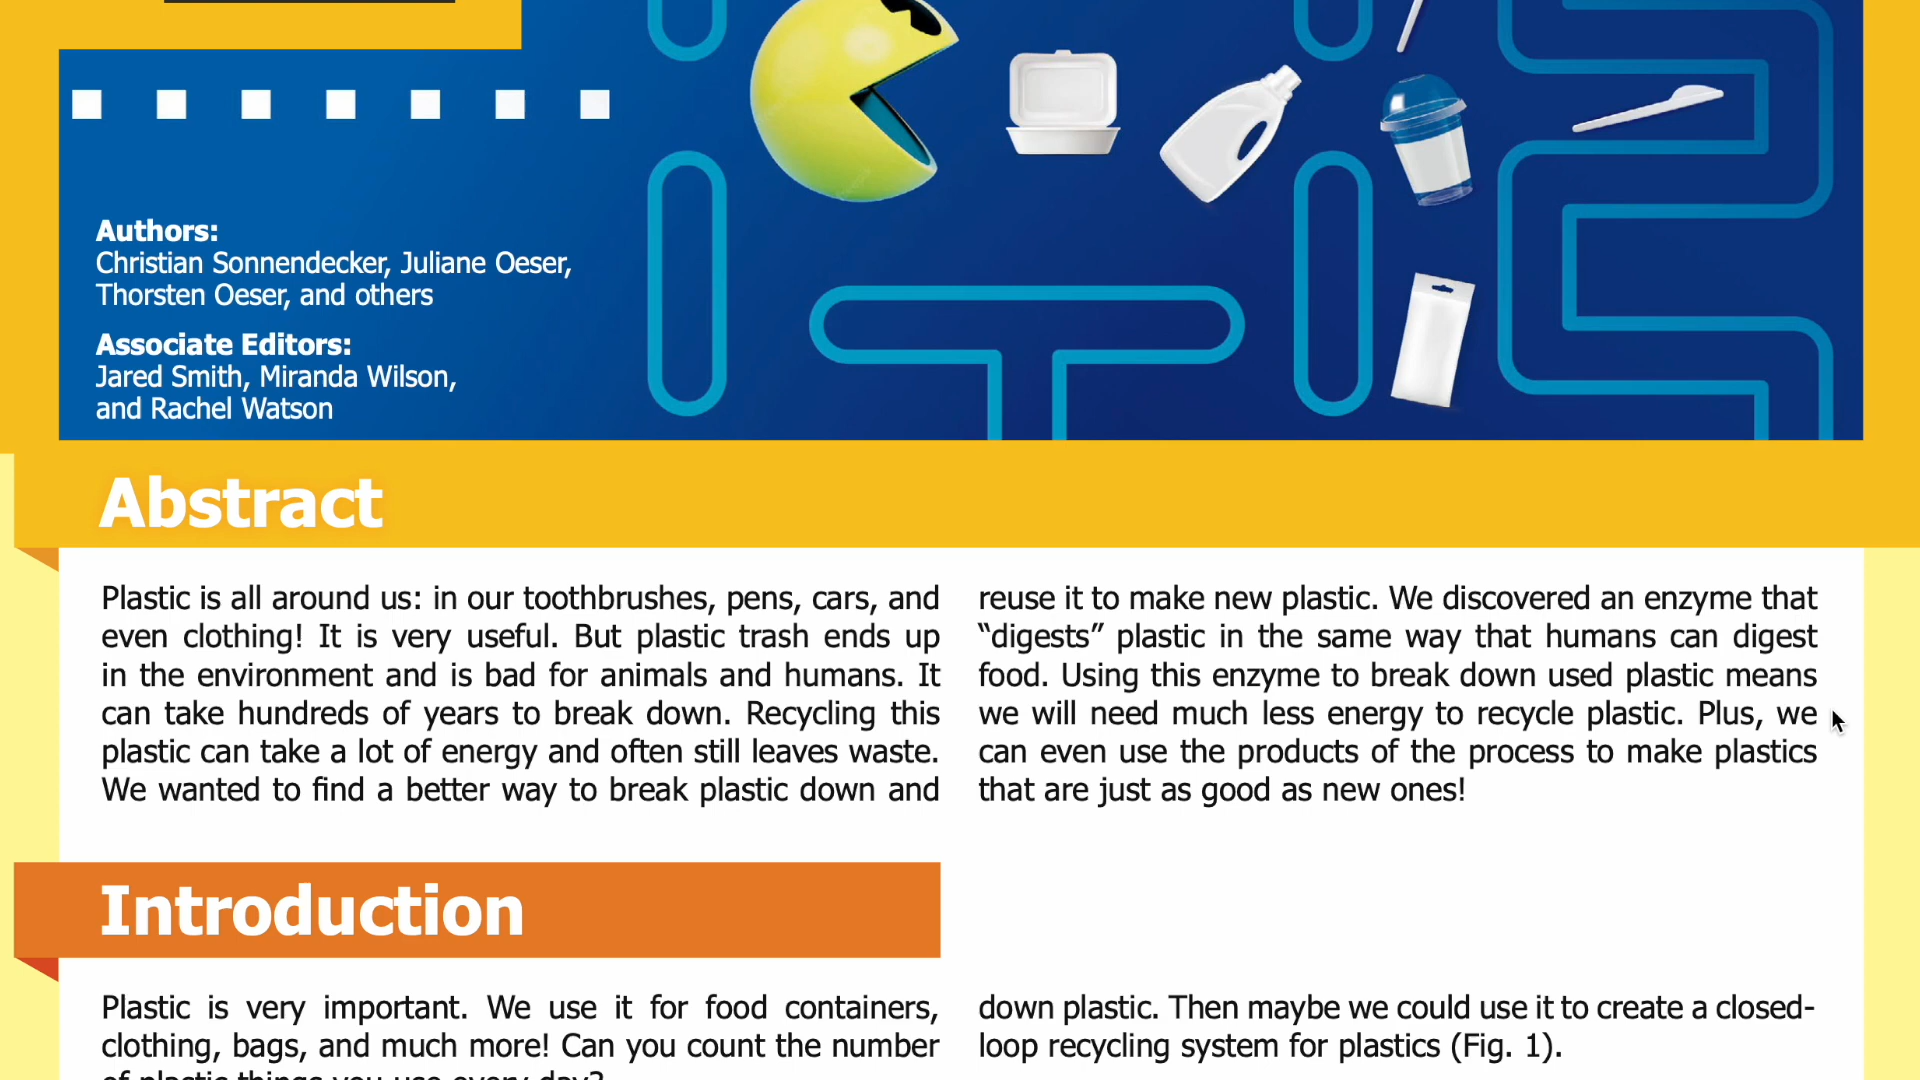 Authors:
Christian Sonnendecker, Juliane Oeser,
Thorsten Oeser, and others
Associate Editors:
Jared Smith, Miranda Wilson,
and Rachel Watson
Abstract
Plastic is all around us: in our toothbrushes, pens, cars, and
even clothing! It is very useful. But plastic trash ends up
in the environment and is bad for animals and humans. It
can take hundreds of years to break down. Recycling this
plastic can take a lot of energy and often still leaves waste.
We wanted to find a better way to break plastic down and
reuse it to make new plastic. We discovered an enzyme that
“digests” plastic in the same way that humans can digest
food. Using this enzyme to break down used plastic means
we will need much less energy to recycle plastic. Plus, we
can even use the products of the process to make plastics
that are just as good as new ones!
Introduction
Plastic is very important. We use it for food containers,
clothing, bags, and much more! Can you count the number
of plastic things you use every day?
down plastic. Then maybe we could use it to create a closed-
loop recycling system for plastics (Fig. 1).